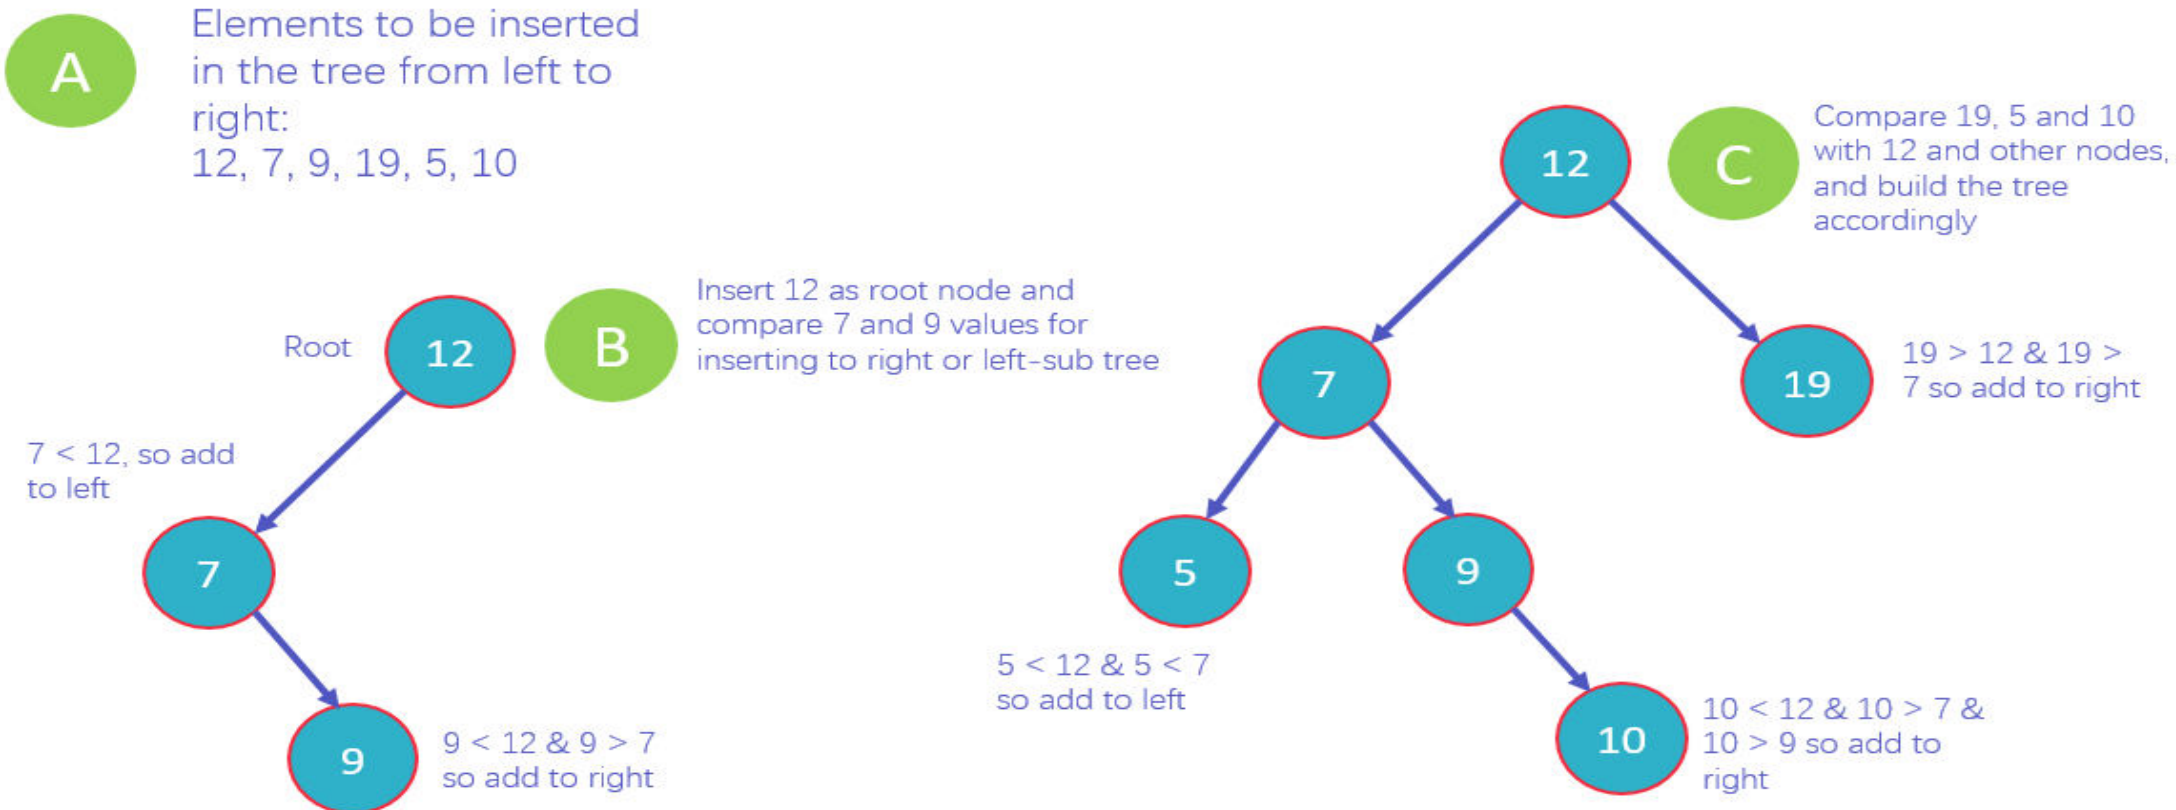 A
Elements to be inserted
in the tree from left to
right:
12, 7, 9, 19, 5, 10
Root
12
B
Insert 12 as root node and
compare 7 and 9 values for
inserting to right or left-sub tree
7 < 12, so add
to left
7
9
9 < 12 & 9 > 7
so add to right
12
C
Compare 19, 5 and 10
with 12 and other nodes,
and build the tree
accordingly
7
19
19 > 12 & 19 >
7 so add to right
5
9
5 < 12 & 5 < 7
so add to left
10
10 < 12 & 10 > 7 &
10 > 9 so add to
right